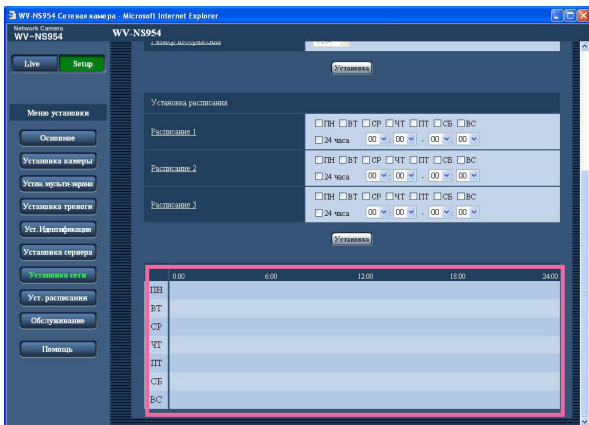 WV-NS954 Сетевая камера - Microsoft Internet Explorer
Network Camera
WV-NS954
WV-NS954
Live Setup
Размер изображения
Установка
Меню установки
Основное
Установка камеры
Устан. мульти-экрана
Установка тревоги
Уст. Идентификации
Установка сервера
Установка сети
Уст. расписания
Обслуживание
Помощь
Установка расписания
Расписание 1
ПН ВТ СР ЧТ ПТ СБ ВС
24 часа 00 : 00 - 00 : 00
Расписание 2
ПН ВТ СР ЧТ ПТ СБ ВС
24 часа 00 : 00 - 00 : 00
Расписание 3
ПН ВТ СР ЧТ ПТ СБ ВС
24 часа 00 : 00 - 00 : 00
Установка
0:00 6:00 12:00 18:00 24:00
ПН
ВТ
СР
ЧТ
ПТ
СБ
ВС